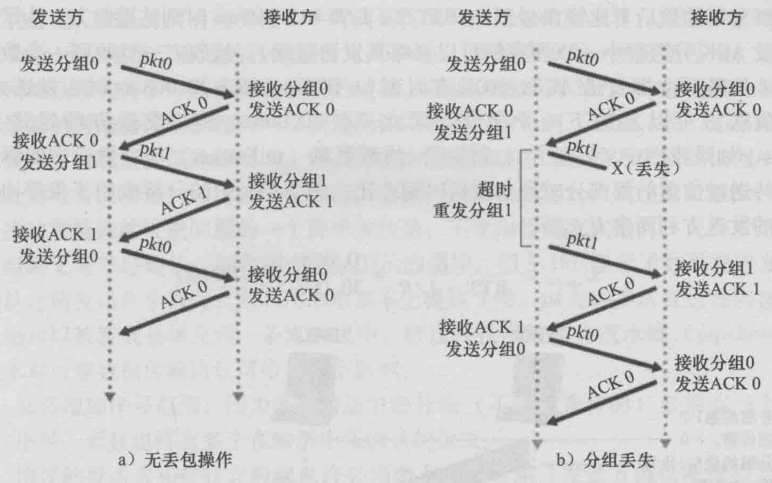 发送方
接收方
发送分组0
pkt0
接收分组0
发送ACK 0
ACK 0
接收ACK 0
发送分组1
pkt1
接收分组1
发送ACK 1
ACK 1
接收ACK 1
发送分组0
pkt0
接收分组0
发送ACK 0
ACK 0
a）无丢包操作
发送方
接收方
发送分组0
pkt0
接收分组0
发送ACK 0
ACK 0
接收ACK 0
发送分组1
pkt1
X（丢失）
超时
重发分组1
pkt1
接收分组1
发送ACK 1
ACK 1
接收ACK 1
发送分组0
pkt0
接收分组0
发送ACK 0
ACK 0
b）分组丢失